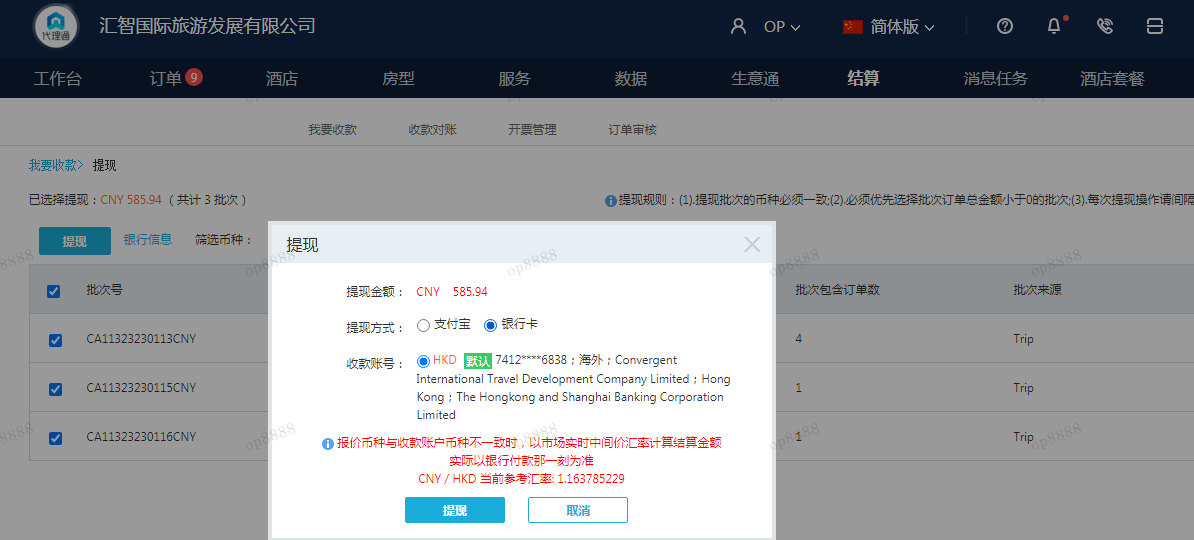 代理通
汇智国际旅游发展有限公司
OP
简体版
工作台
订单 9
酒店
房型
服务
数据
生意通
结算
消息任务
酒店套餐
我要收款
收款对账
开票管理
订单审核
我要收款> 提现
已选择提现：CNY 585.94 （ 共计 3 批次 ）
提现规则：(1).提现批次的币种必须一致;(2).必须优先选择批次订单总金额小于0的批次;(3).每次提现操作请间隔
提现
银行信息
筛选币种：
批次号
批次包含订单数
批次来源
CA11323230113CNY
4
Trip
CA11323230115CNY
1
Trip
CA11323230116CNY
1
Trip
提现
提现金额： CNY 585.94
提现方式： 支付宝 银行卡
收款账号： HKD 默认 7412****6838；海外；Convergent
International Travel Development Company Limited；Hong
Kong；The Hongkong and Shanghai Banking Corporation
Limited
报价币种与收款账户币种不一致时，以市场实时中间价汇率计算结算金额
实际以银行付款那一刻为准
CNY / HKD 当前参考汇率: 1.163785229
提现
取消
op8888
op8888
op8888
op8888
op8888
op8888
op8888